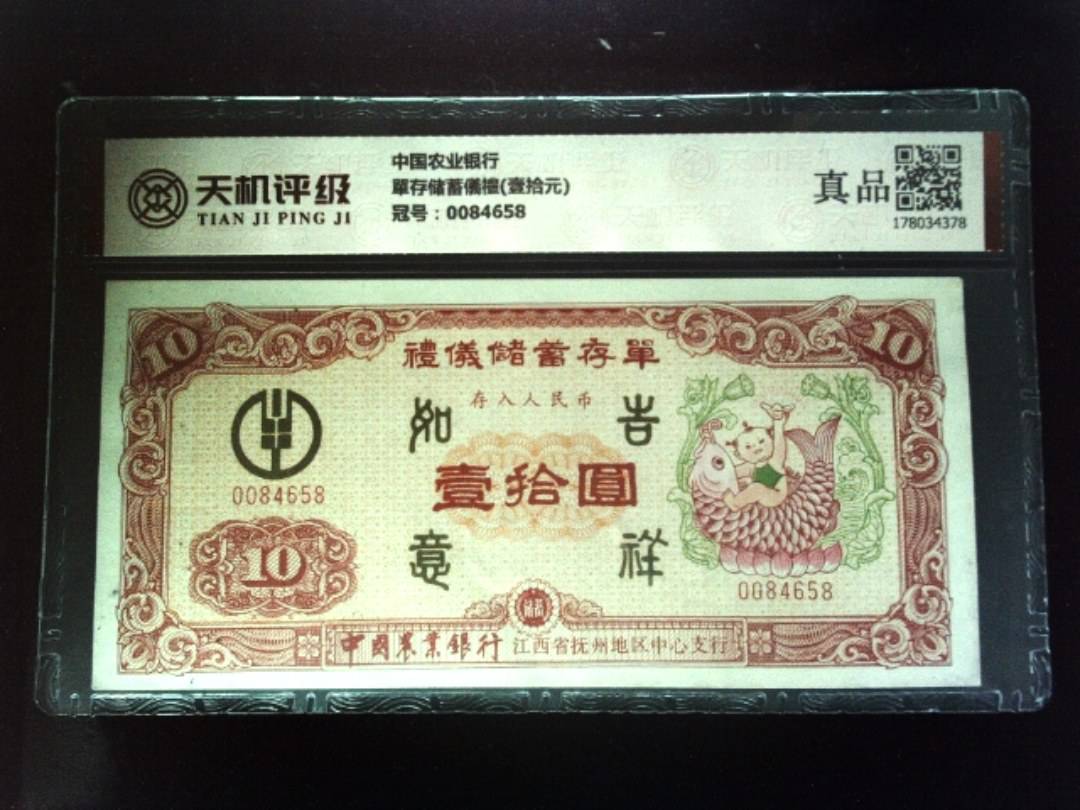 天机评级
TIAN JI PING JI
中国农业银行
單存储蓄儀禮(壹拾元)
冠号：0084658
真品
178034378
10
10
禮儀儲蓄存單
存入人民币
如意
吉祥
壹拾圓
0084658
10
0084658
中國農業銀行 江西省抚州地区中心支行